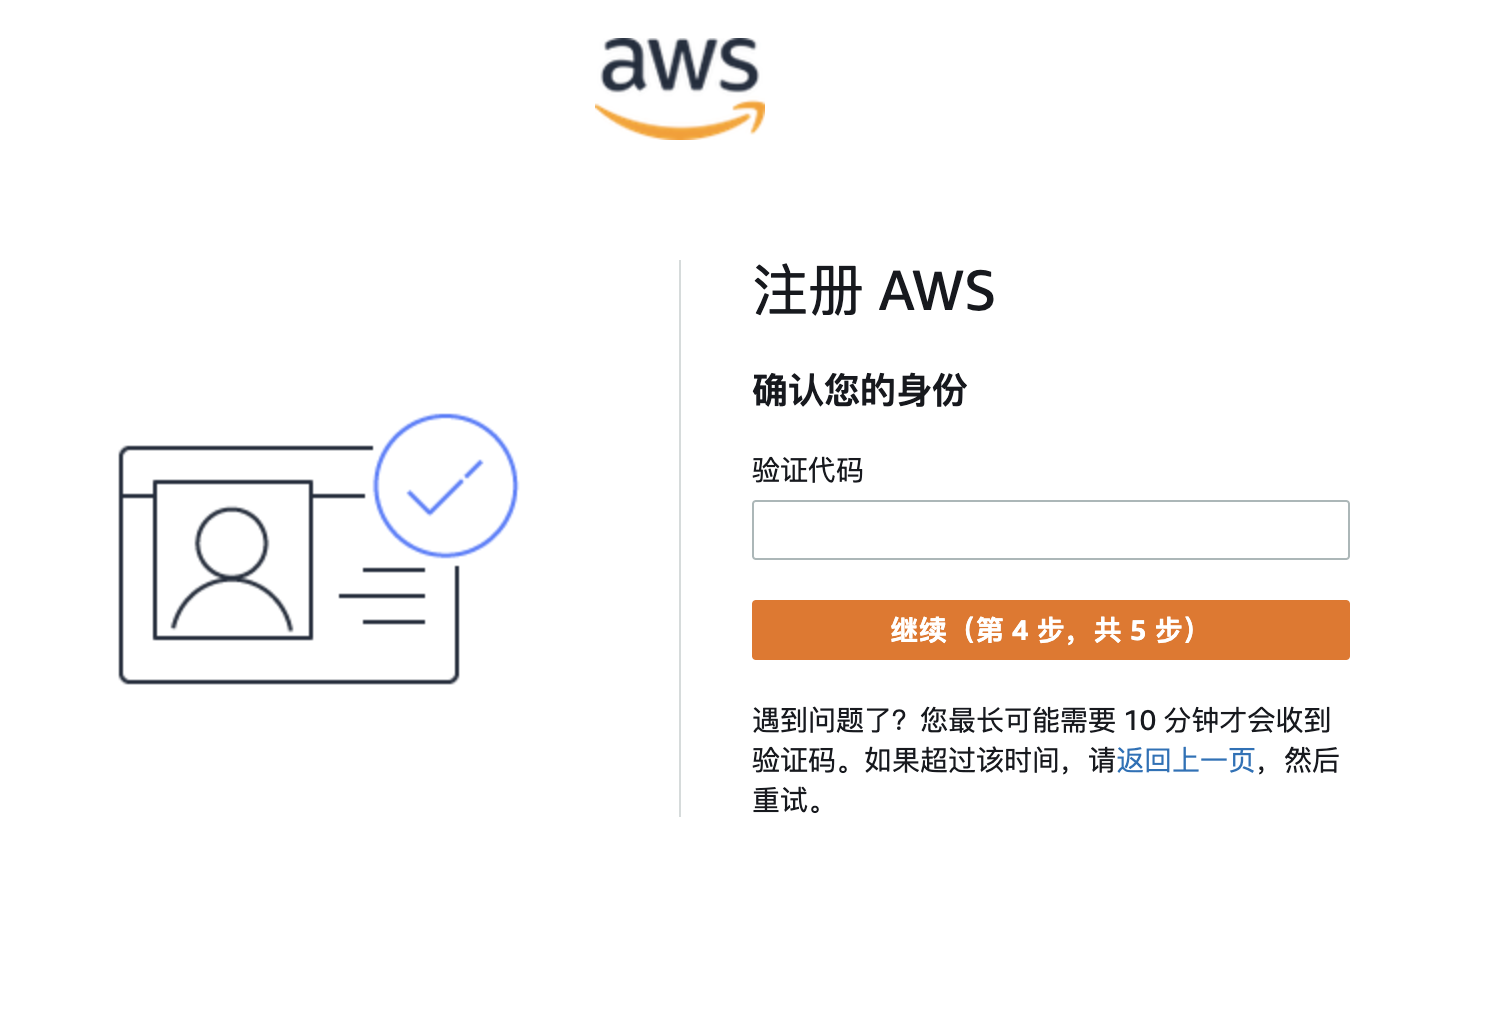 aws
注册 AWS
确认您的身份
验证代码
继续（第 4 步，共 5 步）
遇到问题了？您最长可能需要 10 分钟才会收到
验证码。如果超过该时间，请返回上一页，然后
重试。